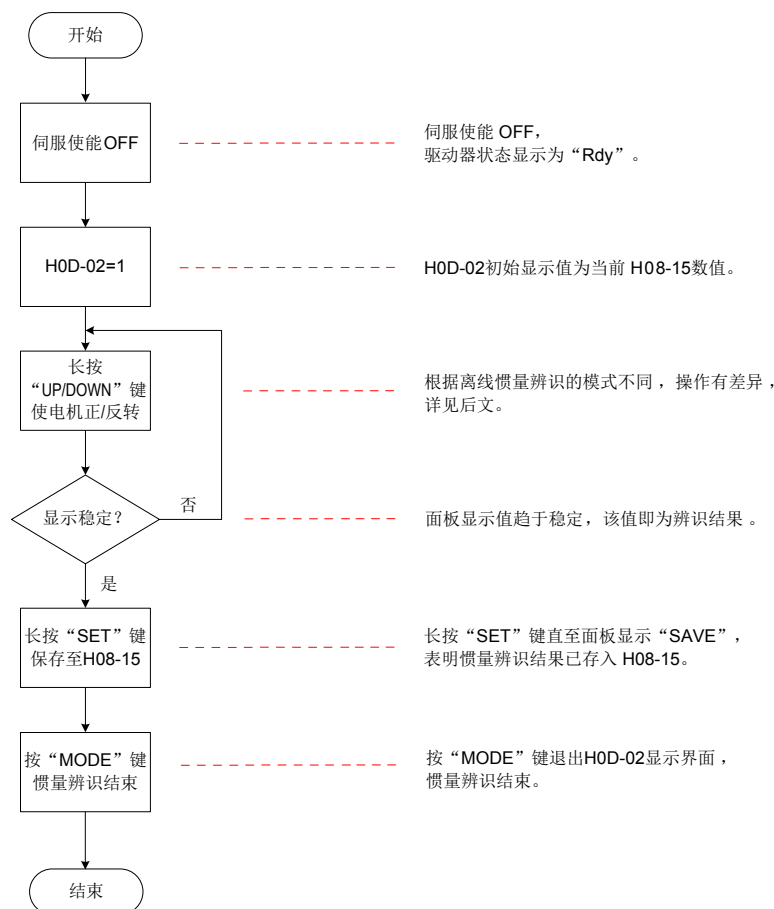 开始
伺服使能OFF
伺服使能 OFF，
驱动器状态显示为“Rdy”。
H0D-02=1
H0D-02初始显示值为当前 H08-15数值。
长按
“UP/DOWN”键
使电机正/反转
根据离线惯量辨识的模式不同，操作有差异，
详见后文。
显示稳定？
否
面板显示值趋于稳定，该值即为辨识结果。
是
长按“SET”键
保存至H08-15
长按“SET”键直至面板显示“SAVE”，
表明惯量辨识结果已存入 H08-15。
按“MODE”键
惯量辨识结束
按“MODE”键退出H0D-02显示界面，
惯量辨识结束。
结束